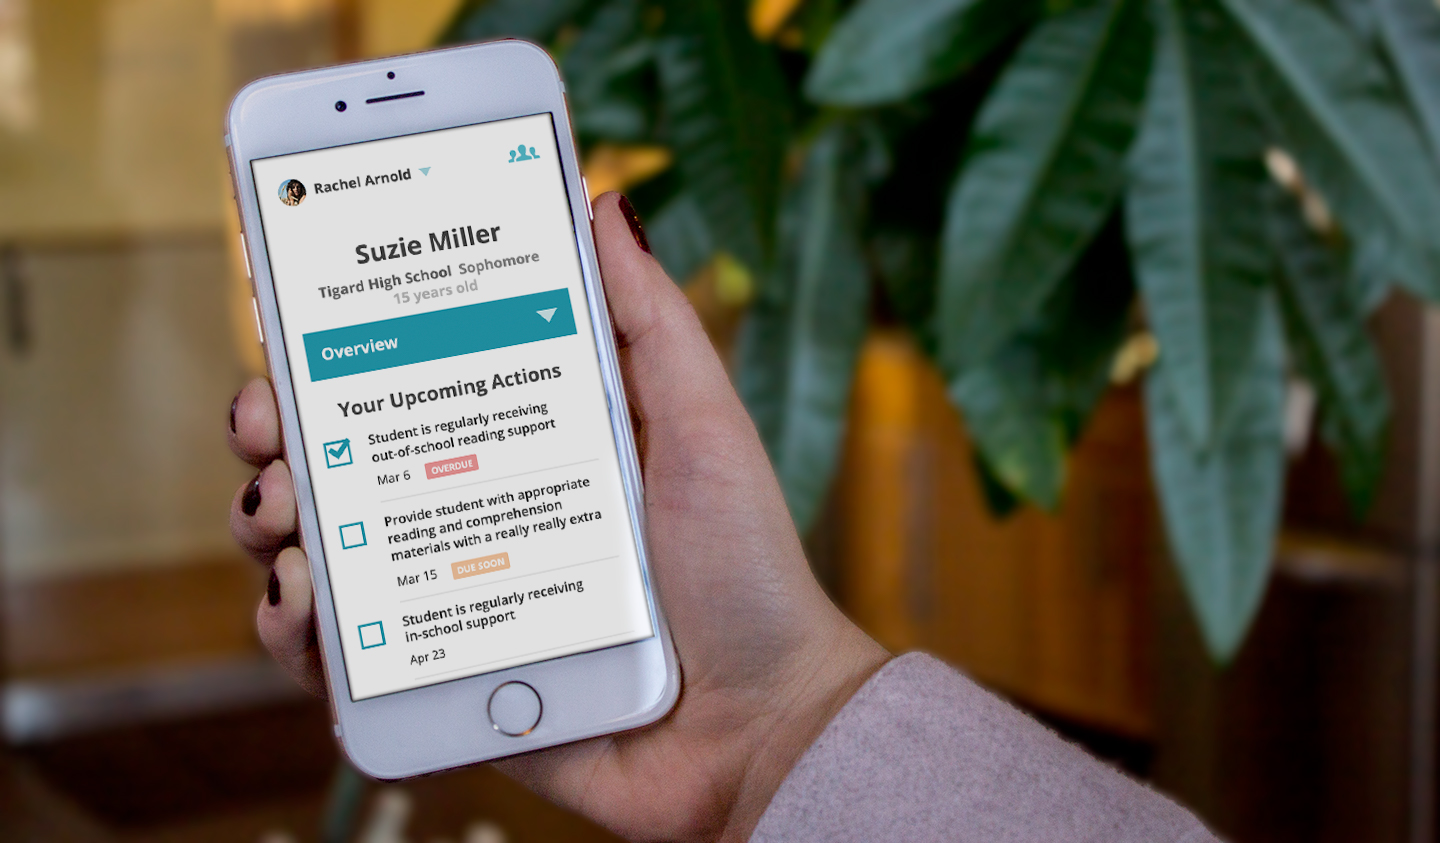 Rachel Arnold
Suzie Miller
Tigard High School Sophomore
15 years old
Overview
Your Upcoming Actions
Student is regularly receiving
out-of-school reading support
Mar 6 OVERDUE
Provide student with appropriate
reading and comprehension
materials with a really really extra
Mar 15 DUE SOON
Student is regularly receiving
in-school support
Apr 23